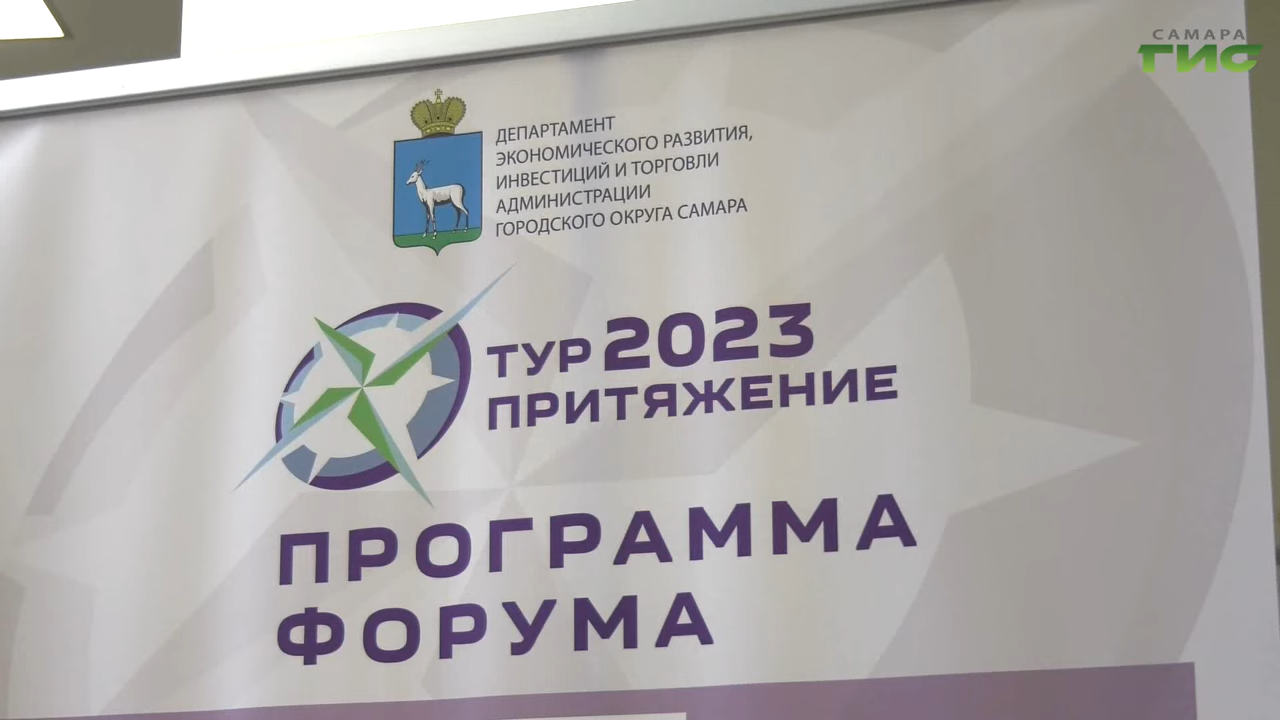 САМАРА
ГИС
ДЕПАРТАМЕНТ
ЭКОНОМИЧЕСКОГО РАЗВИТИЯ,
ИНВЕСТИЦИЙ И ТОРГОВЛИ
АДМИНИСТРАЦИИ
ГОРОДСКОГО ОКРУГА САМАРА
ТУР 2023
ПРИТЯЖЕНИЕ
ПРОГРАММА
ФОРУМА